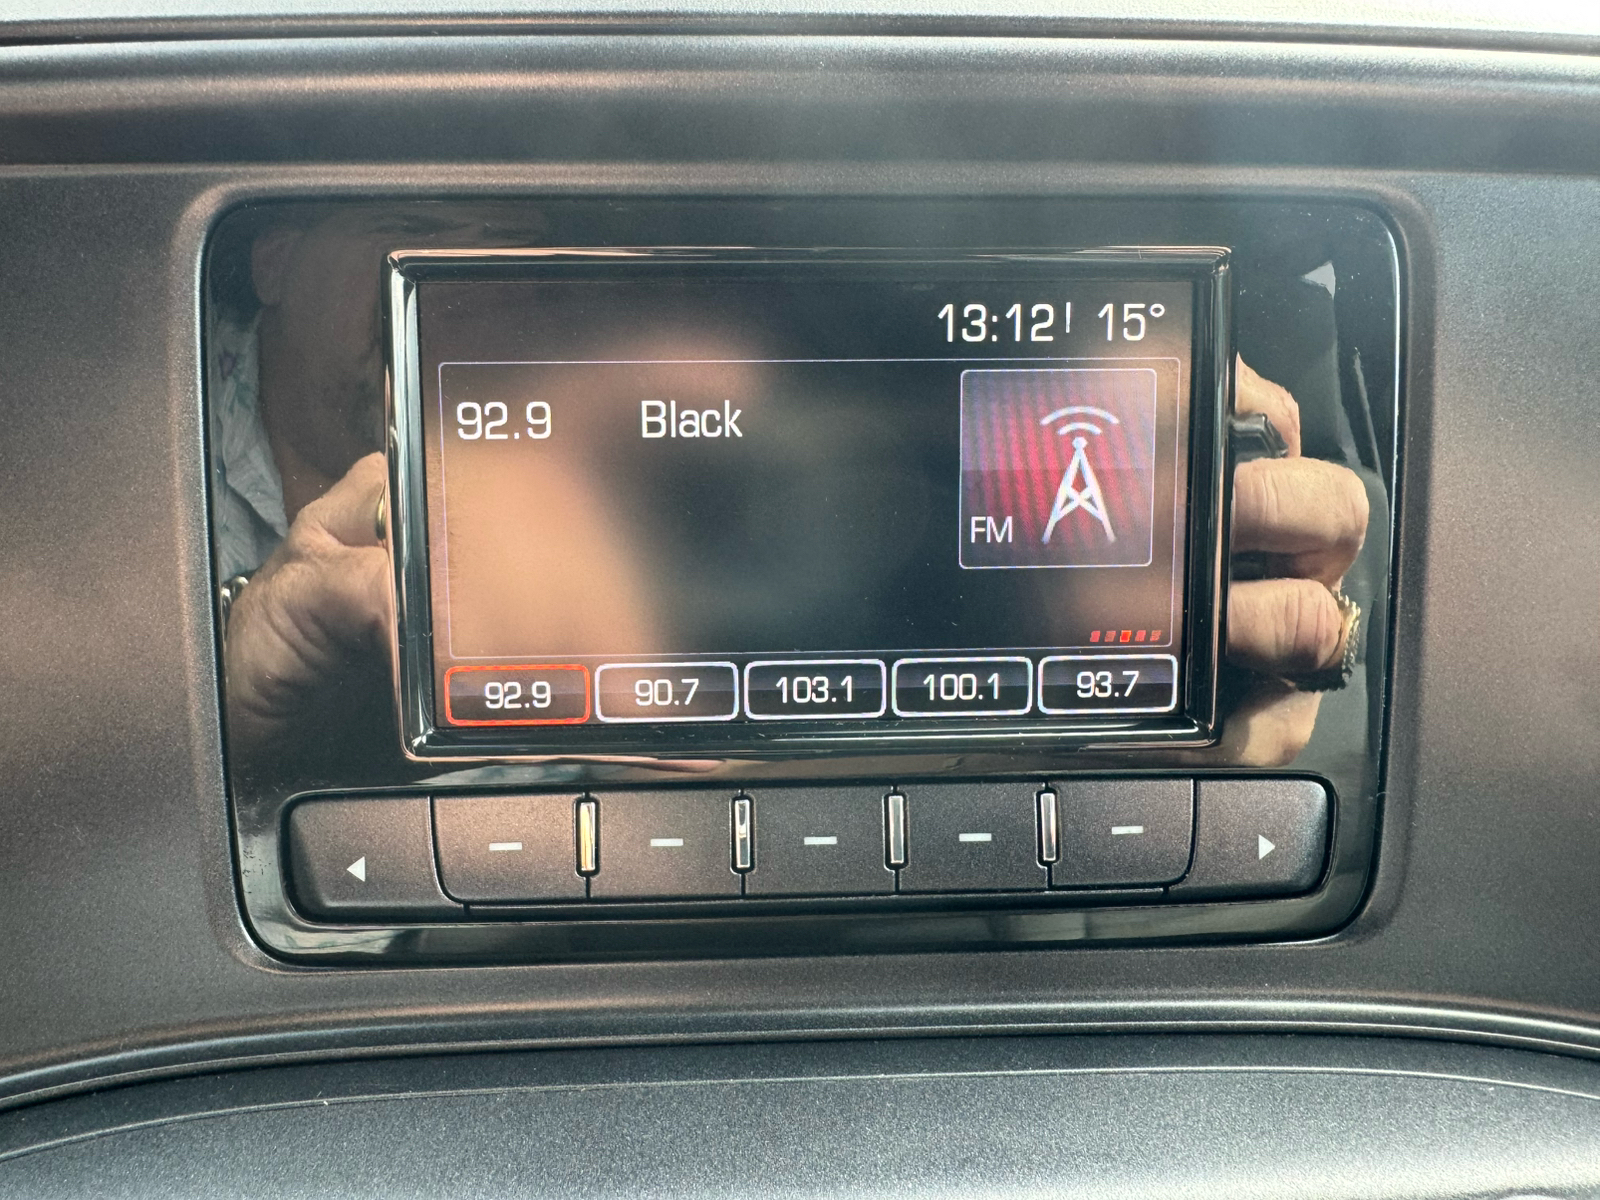 13:12! 15°
92.9 Black
FM
92.9 90.7 103.1 100.1 93.7